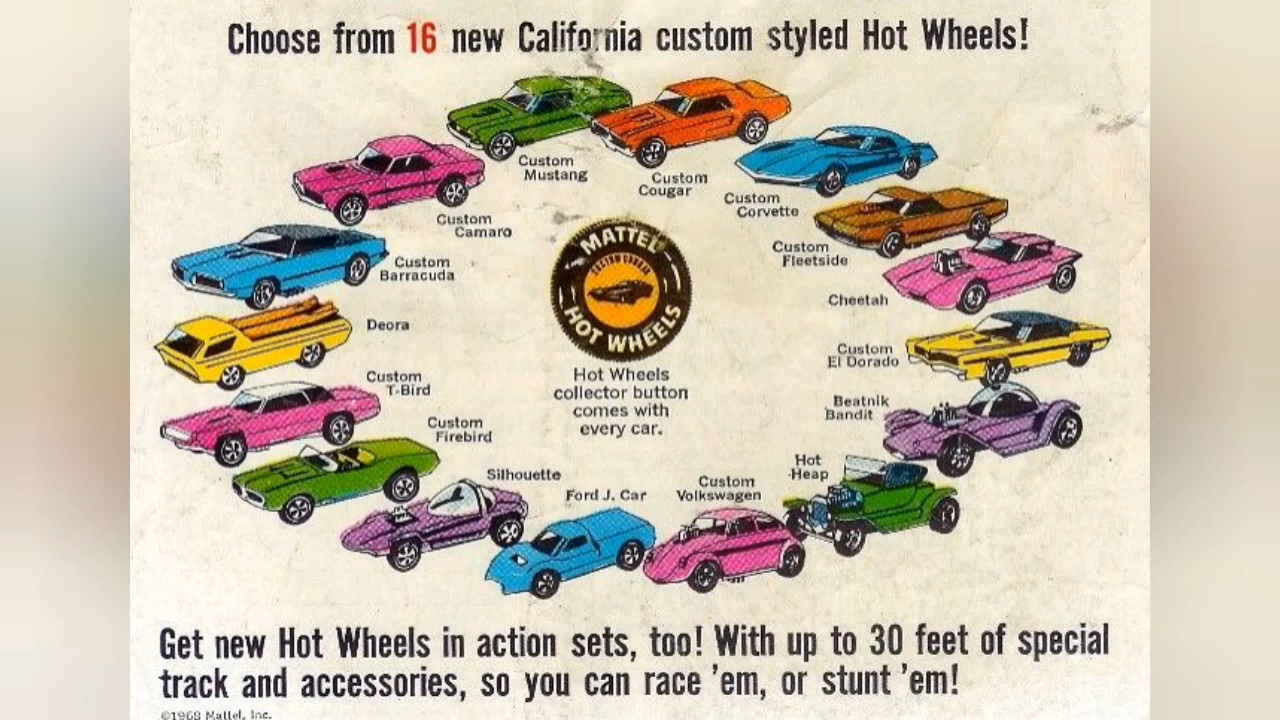 Choose from 16 new California custom styled Hot Wheels!
Custom
Mustang
Custom
Cougar
Custom
Camaro
Custom
Corvette
Custom
Barracuda
Custom
Fleetside
Deora
Cheetah
Custom
T-Bird
Custom
El Dorado
Custom
Firebird
Beatnik
Bandit
Silhouette
Hot
Heap
Ford J. Car
Custom
Volkswagen
MATTEL
HOT WHEELS
Hot Wheels
collector button
comes with
every car.
Get new Hot Wheels in action sets, too! With up to 30 feet of special
track and accessories, so you can race 'em, or stunt 'em!
©1968 Mattel, Inc.